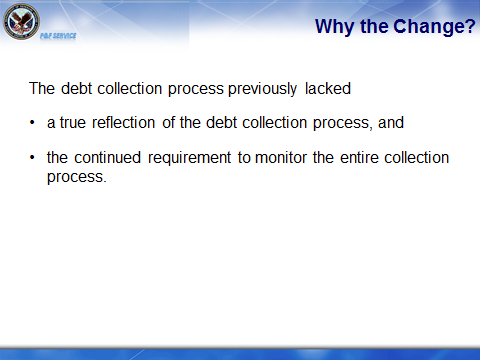 Why the Change?
P&F SERVICE
The debt collection process previously lacked
• a true reflection of the debt collection process, and
• the continued requirement to monitor the entire collection
process.